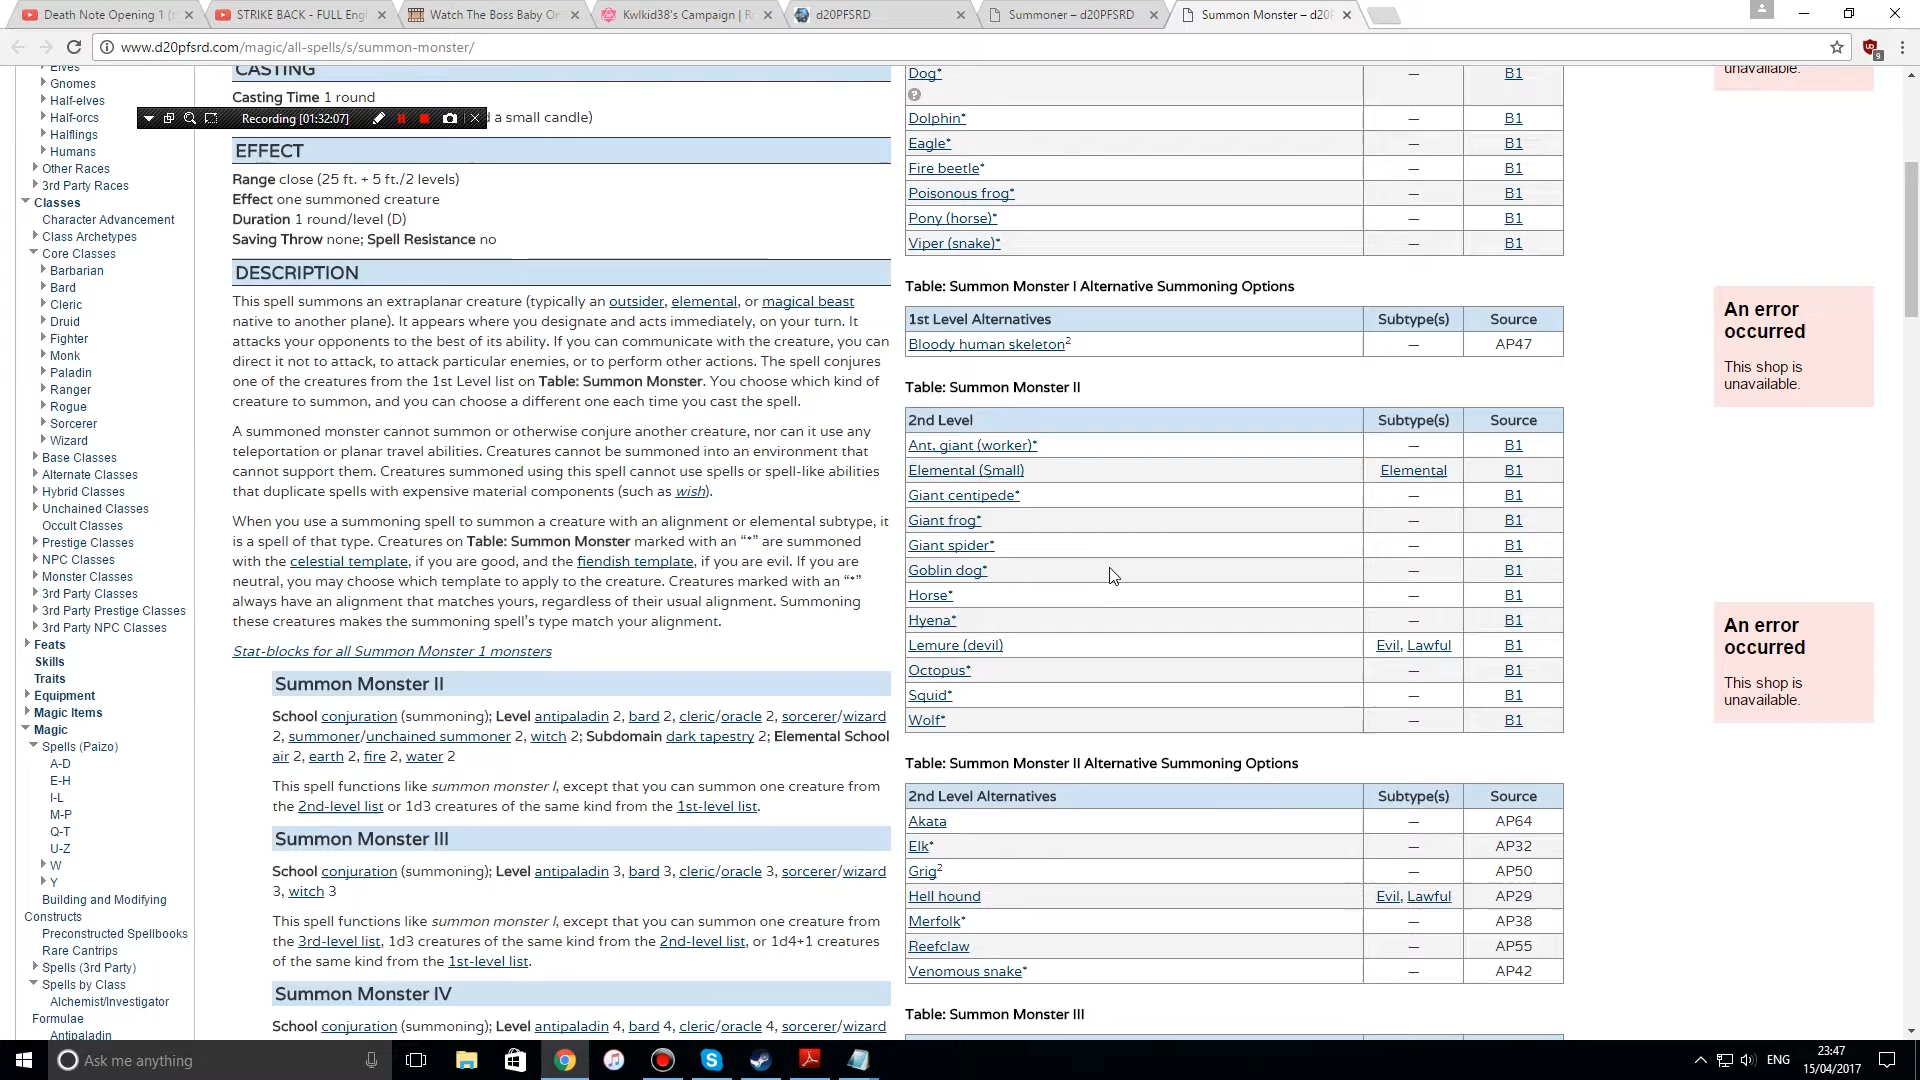 Death Note Opening 1 (
STRIKE BACK - FULL Eng
Watch The Boss Baby On
Kwlkid38's Campaign | R
d20PFSRD
Summoner – d20PFSRD
Summon Monster – d20P
www.d20pfsrd.com/magic/all-spells/s/summon-monster/
Elves
Gnomes
Half-elves
Half-orcs
Halflings
Humans
Other Races
3rd Party Races
Classes
Character Advancement
Class Archetypes
Core Classes
Barbarian
Bard
Cleric
Druid
Fighter
Monk
Paladin
Ranger
Rogue
Sorcerer
Wizard
Base Classes
Alternate Classes
Hybrid Classes
Unchained Classes
Occult Classes
Prestige Classes
NPC Classes
Monster Classes
3rd Party Classes
3rd Party Prestige Classes
3rd Party NPC Classes
Feats
Skills
Traits
Equipment
Magic Items
Magic
Spells (Paizo)
A-D
E-H
I-L
M-P
Q-T
U-Z
W
Y
Building and Modifying
Constructs
Preconstructed Spellbooks
Rare Cantrips
Spells (3rd Party)
Spells by Class
Alchemist/Investigator
Formulae
Antipaladin
CASTING
Casting Time 1 round
Recording [01:32:07]
a small candle)
EFFECT
Range close (25 ft. + 5 ft./2 levels)
Effect one summoned creature
Duration 1 round/level (D)
Saving Throw none; Spell Resistance no
DESCRIPTION
This spell summons an extraplanar creature (typically an outsider, elemental, or magical beast
native to another plane). It appears where you designate and acts immediately, on your turn. It
attacks your opponents to the best of its ability. If you can communicate with the creature, you can
direct it not to attack, to attack particular enemies, or to perform other actions. The spell conjures
one of the creatures from the 1st Level list on Table: Summon Monster. You choose which kind of
creature to summon, and you can choose a different one each time you cast the spell.
A summoned monster cannot summon or otherwise conjure another creature, nor can it use any
teleportation or planar travel abilities. Creatures cannot be summoned into an environment that
cannot support them. Creatures summoned using this spell cannot use spells or spell-like abilities
that duplicate spells with expensive material components (such as wish).
When you use a summoning spell to summon a creature with an alignment or elemental subtype, it
is a spell of that type. Creatures on Table: Summon Monster marked with an “*” are summoned
with the celestial template, if you are good, and the fiendish template, if you are evil. If you are
neutral, you may choose which template to apply to the creature. Creatures marked with an “*”
always have an alignment that matches yours, regardless of their usual alignment. Summoning
these creatures makes the summoning spell’s type match your alignment.
Stat-blocks for all Summon Monster 1 monsters
Summon Monster II
School conjuration (summoning); Level antipaladin 2, bard 2, cleric/oracle 2, sorcerer/wizard
2, summoner/unchained summoner 2, witch 2; Subdomain dark tapestry 2; Elemental School
air 2, earth 2, fire 2, water 2
This spell functions like summon monster I, except that you can summon one creature from
the 2nd-level list or 1d3 creatures of the same kind from the 1st-level list.
Summon Monster III
School conjuration (summoning); Level antipaladin 3, bard 3, cleric/oracle 3, sorcerer/wizard
3, witch 3
This spell functions like summon monster I, except that you can summon one creature from
the 3rd-level list, 1d3 creatures of the same kind from the 2nd-level list, or 1d4+1 creatures
of the same kind from the 1st-level list.
Summon Monster IV
School conjuration (summoning); Level antipaladin 4, bard 4, cleric/oracle 4, sorcerer/wizard
Dog* — B1
Dolphin* — B1
Eagle* — B1
Fire beetle* — B1
Poisonous frog* — B1
Pony (horse)* — B1
Viper (snake)* — B1
Table: Summon Monster I Alternative Summoning Options
1st Level Alternatives Subtype(s) Source
Bloody human skeleton2 — AP47
Table: Summon Monster II
2nd Level Subtype(s) Source
Ant, giant (worker)* — B1
Elemental (Small) Elemental B1
Giant centipede* — B1
Giant frog* — B1
Giant spider* — B1
Goblin dog* — B1
Horse* — B1
Hyena* — B1
Lemure (devil) Evil, Lawful B1
Octopus* — B1
Squid* — B1
Wolf* — B1
Table: Summon Monster II Alternative Summoning Options
2nd Level Alternatives Subtype(s) Source
Akata — AP64
Elk* — AP32
Grig2 — AP50
Hell hound Evil, Lawful AP29
Merfolk* — AP38
Reefclaw — AP55
Venomous snake* — AP42
Table: Summon Monster III
unavailable.
An error
occurred
This shop is
unavailable.
An error
occurred
This shop is
unavailable.
Ask me anything
ENG
23:47
15/04/2017